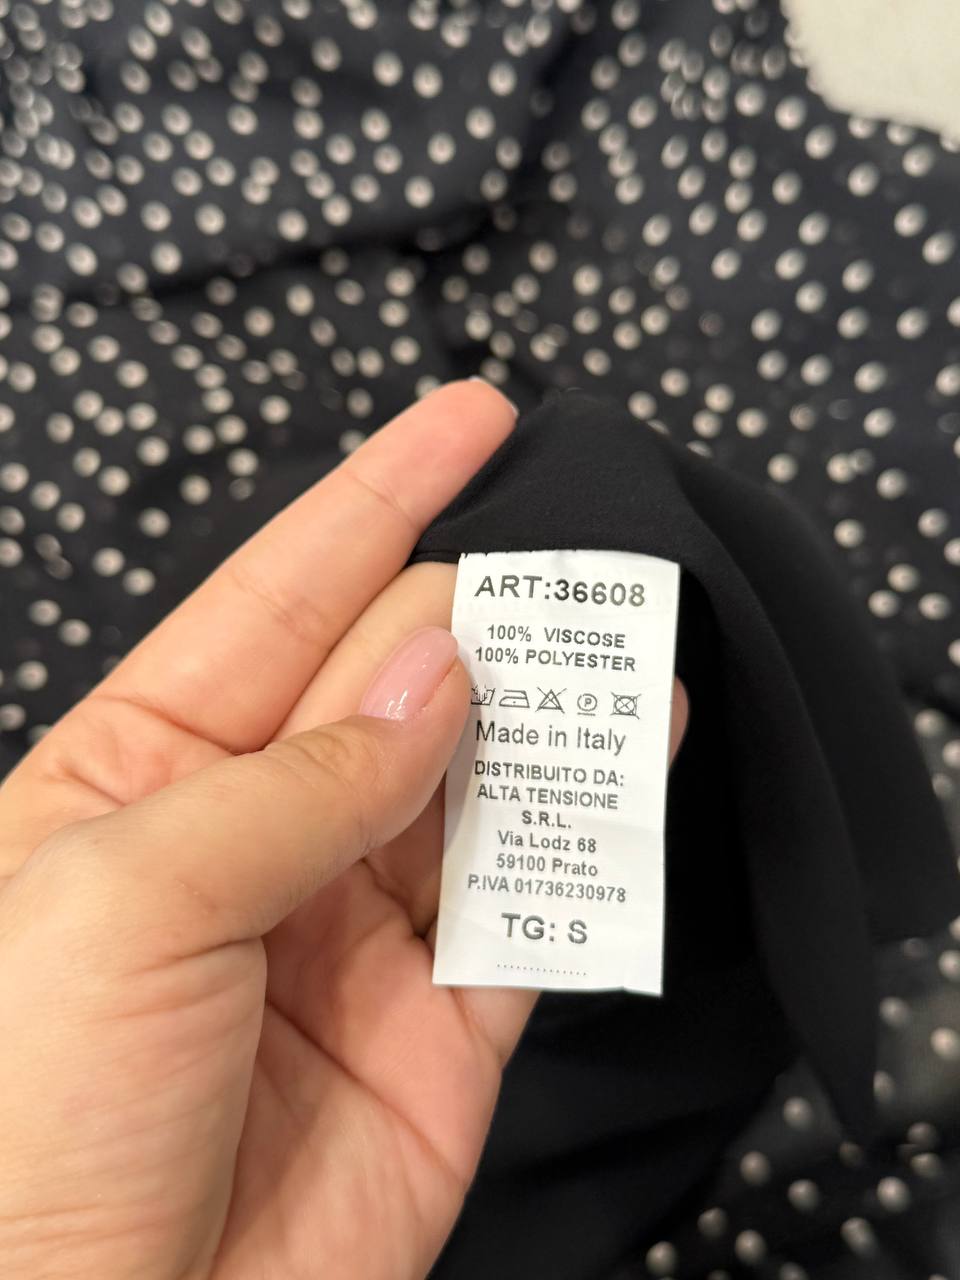 ART:36608
100% VISCOSE
100% POLYESTER
Made in Italy
DISTRIBUITO DA:
ALTA TENSIONE
S.R.L.
Via Lodz 68
59100 Prato
P.IVA 01736230978
TG: S